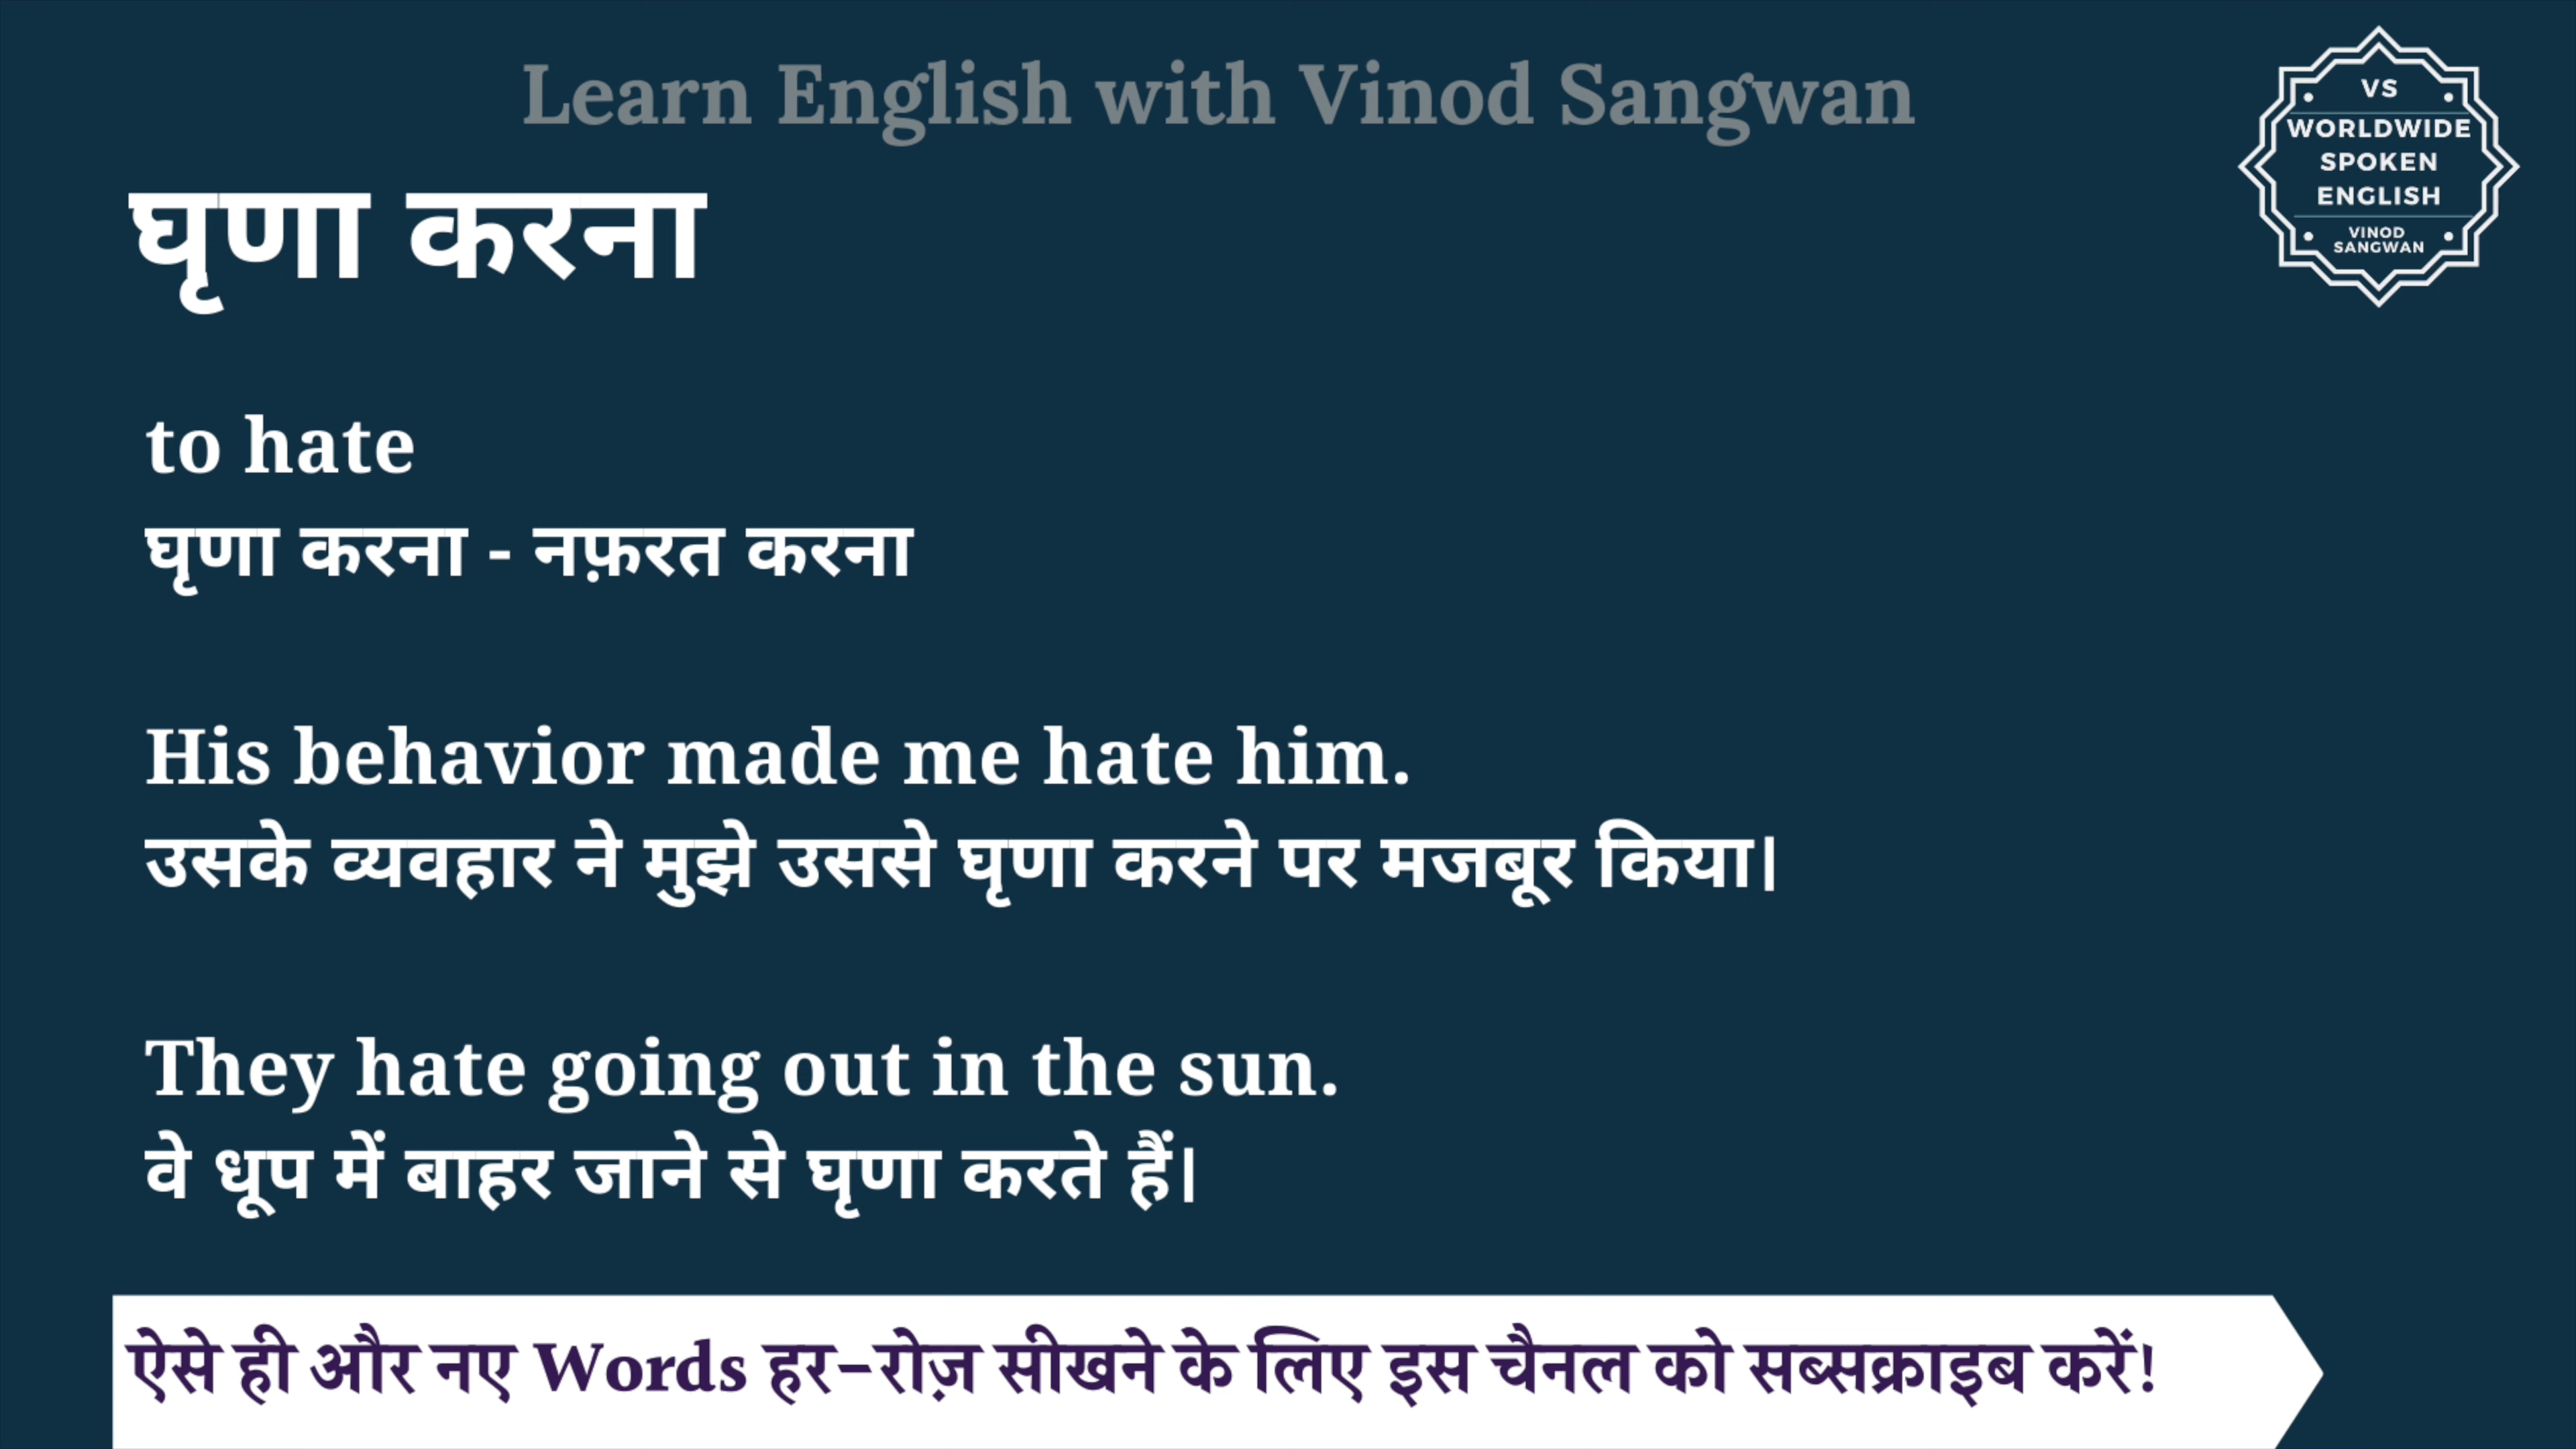 Learn English with Vinod Sangwan
VS
WORLDWIDE
SPOKEN
ENGLISH
VINOD
SANGWAN
घृणा करना
to hate
घृणा करना - नफ़रत करना
His behavior made me hate him.
उसके व्यवहार ने मुझे उससे घृणा करने पर मजबूर किया।
They hate going out in the sun.
वे धूप में बाहर जाने से घृणा करते हैं।
ऐसे ही और नए Words हर–रोज़ सीखने के लिए इस चैनल को सब्सक्राइब करें!